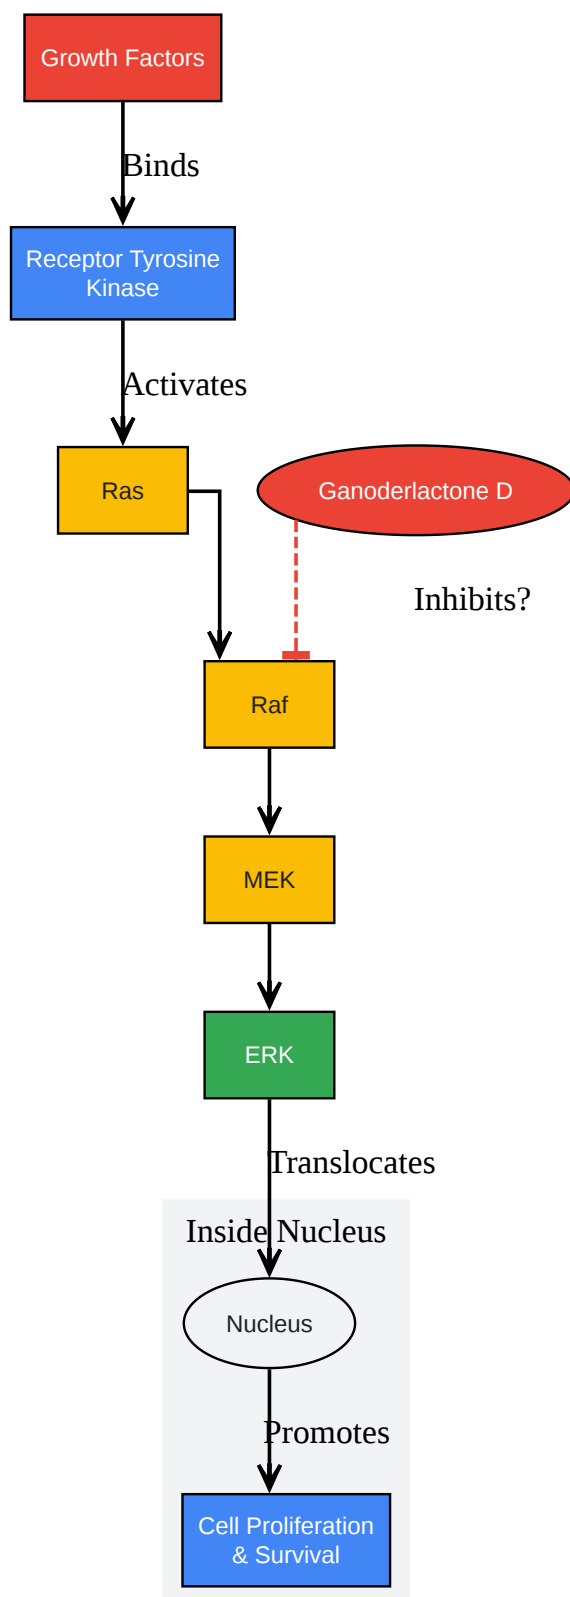 Growth Factors
Binds
Receptor Tyrosine
Kinase
Activates
Ras
Ganoderlactone D
Inhibits?
Raf
MEK
ERK
Translocates
Inside Nucleus
Nucleus
Promotes
Cell Proliferation
& Survival